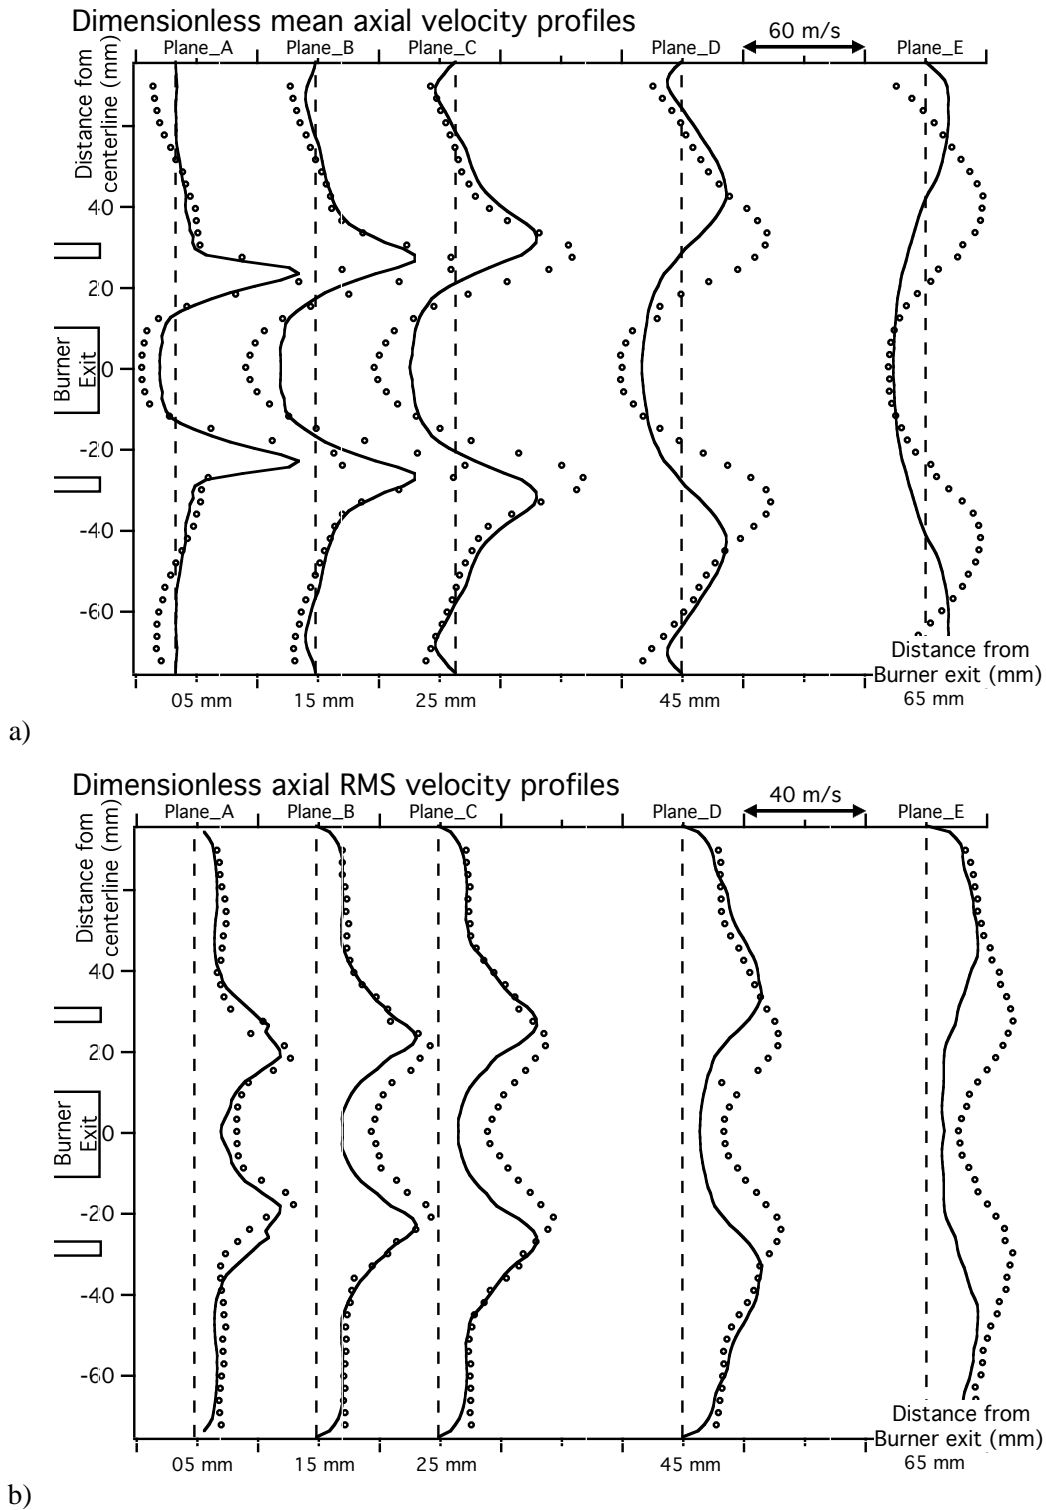 Dimensionless mean axial velocity profiles
60 m/s
Plane_A Plane_B Plane_C Plane_D Plane_E
Distance fom
centerline (mm)
40
20
0
-20
-40
-60
Burner
Exit
Distance from
Burner exit (mm)
05 mm 15 mm 25 mm 45 mm 65 mm
a)
Dimensionless axial RMS velocity profiles
40 m/s
Plane_A Plane_B Plane_C Plane_D Plane_E
Distance fom
centerline (mm)
40
20
0
-20
-40
-60
Burner
Exit
Distance from
Burner exit (mm)
05 mm 15 mm 25 mm 45 mm 65 mm
b)